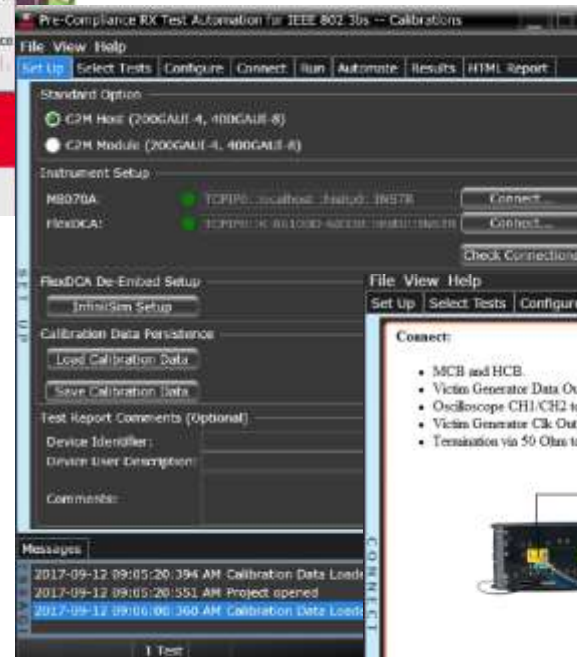 Pre-Compliance RX Test Automation for IEEE 802.3bs -- Calibrations
File View Help
Set Up Select Tests Configure Connect Run Automate Results HTML Report
Standard Option
C2M Host (200GAUI-4, 400GAUI-8)
C2M Module (200GAUI-4, 400GAUI-8)
Instrument Setup
M8070A: Connect...
FlexDCA: Connect...
Check Connections
SET UP
FlexDCA De-Embed Setup
InfiniiSim Setup
Calibration Data Persistence
Load Calibration Data
Save Calibration Data
Test Report Comments (Optional)
Device Identifier:
Device User Description:
Comments:
Messages
2017-09-12 09:05:20:394 AM Calibration Data Loade
2017-09-12 09:05:20:551 AM Project opened
2017-09-12 09:06:00:360 AM Calibration Data Loade
1 Test
File View Help
Set Up Select Tests Configure
Connect:
• MCB and HCB.
• Victim Generator Data Ou
• Oscilloscope CH1/CH2 to
• Victim Generator Clk Out
• Termination via 50 Ohm to
CONNECT